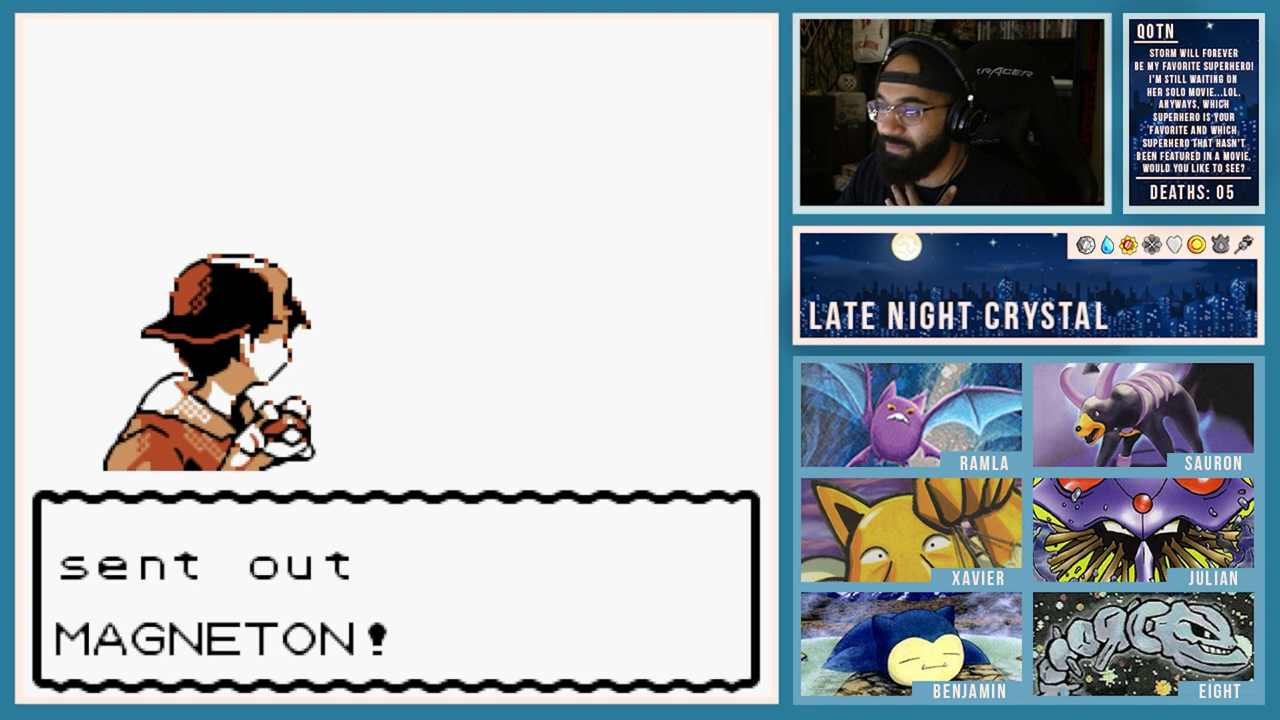 sent out
MAGNETON!
QOTN
STORM WILL FOREVER
BE MY FAVORITE SUPERHERO!
I'M STILL WAITING ON
HER SOLO MOVIE...LOL.
ANYWAYS, WHICH
SUPERHERO IS YOUR
FAVORITE AND WHICH
SUPERHERO THAT HASN'T
BEEN FEATURED IN A MOVIE,
WOULD YOU LIKE TO SEE?
DEATHS: 05
LATE NIGHT CRYSTAL
RAMLA
SAURON
XAVIER
JULIAN
BENJAMIN
EIGHT